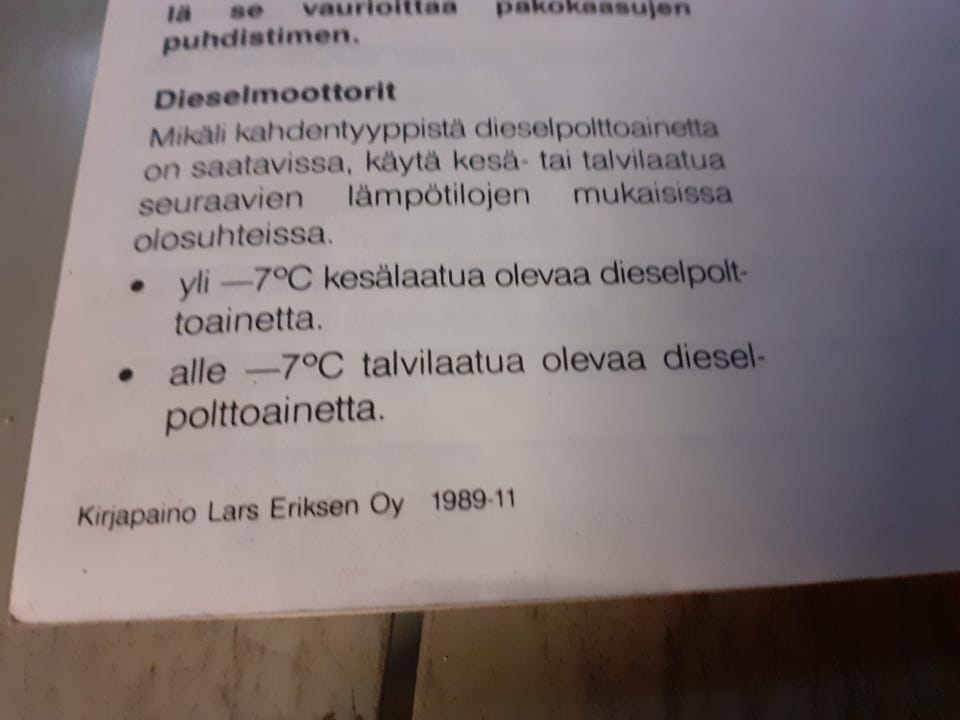 lä se vaurioittaa pakokaasujen
puhdistimen.
Dieselmoottorit
Mikäli kahdentyyppistä dieselpolttoainetta
on saatavissa, käytä kesä- tai talvilaatua
seuraavien lämpötilojen mukaisissa
olosuhteissa.
• yli —7°C kesälaatua olevaa dieselpolt-
toainetta.
• alle —7°C talvilaatua olevaa diesel-
polttoainetta.
Kirjapaino Lars Eriksen Oy 1989-11